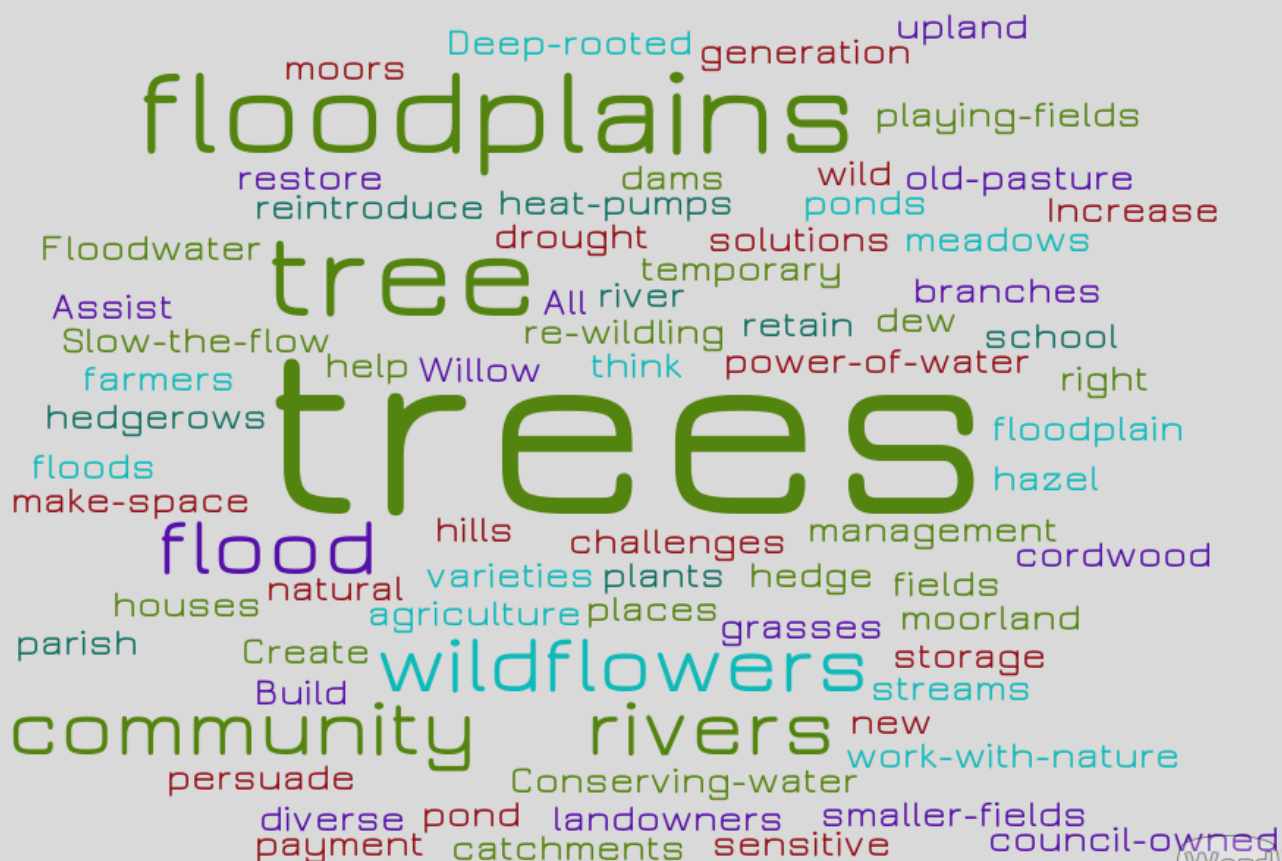 upland
Deep-rooted generation
moors
floodplains
playing-fields
restore dams wild old-pasture
reintroduce heat-pumps ponds Increase
Floodwater drought solutions meadows
tree temporary
Assist All river branches
Slow-the-flow re-wildling retain dew school
farmers help Willow think power-of-water right
hedgerows
trees
floodplain
floods hazel
make-space
flood hills challenges management cordwood
natural varieties plants hedge fields
houses agriculture places grasses moorland
parish Create wildflowers storage
Build streams
community rivers new
work-with-nature
persuade Conserving-water
diverse pond landowners smaller-fields
payment catchments sensitive council-owned